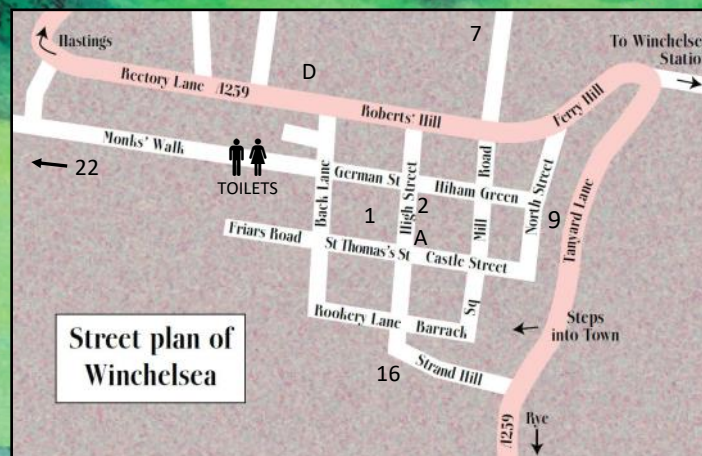 Hastings
7
To Winchelsea
Statio
D
Rectory Lane A259
Roberts' Hill
Ferry Hill
Monks' Walk
22
TOILETS
German St
Hiham Green
Back Lane
High Street
Mill
Road
North Street
Tanyard Lane
1
2
9
A
Friars Road
St Thomas's St
Castle Street
Rookery Lane
Barrack
Sq
Steps
into Town
Street plan of
Winchelsea
16
Strand Hill
A259
Rye